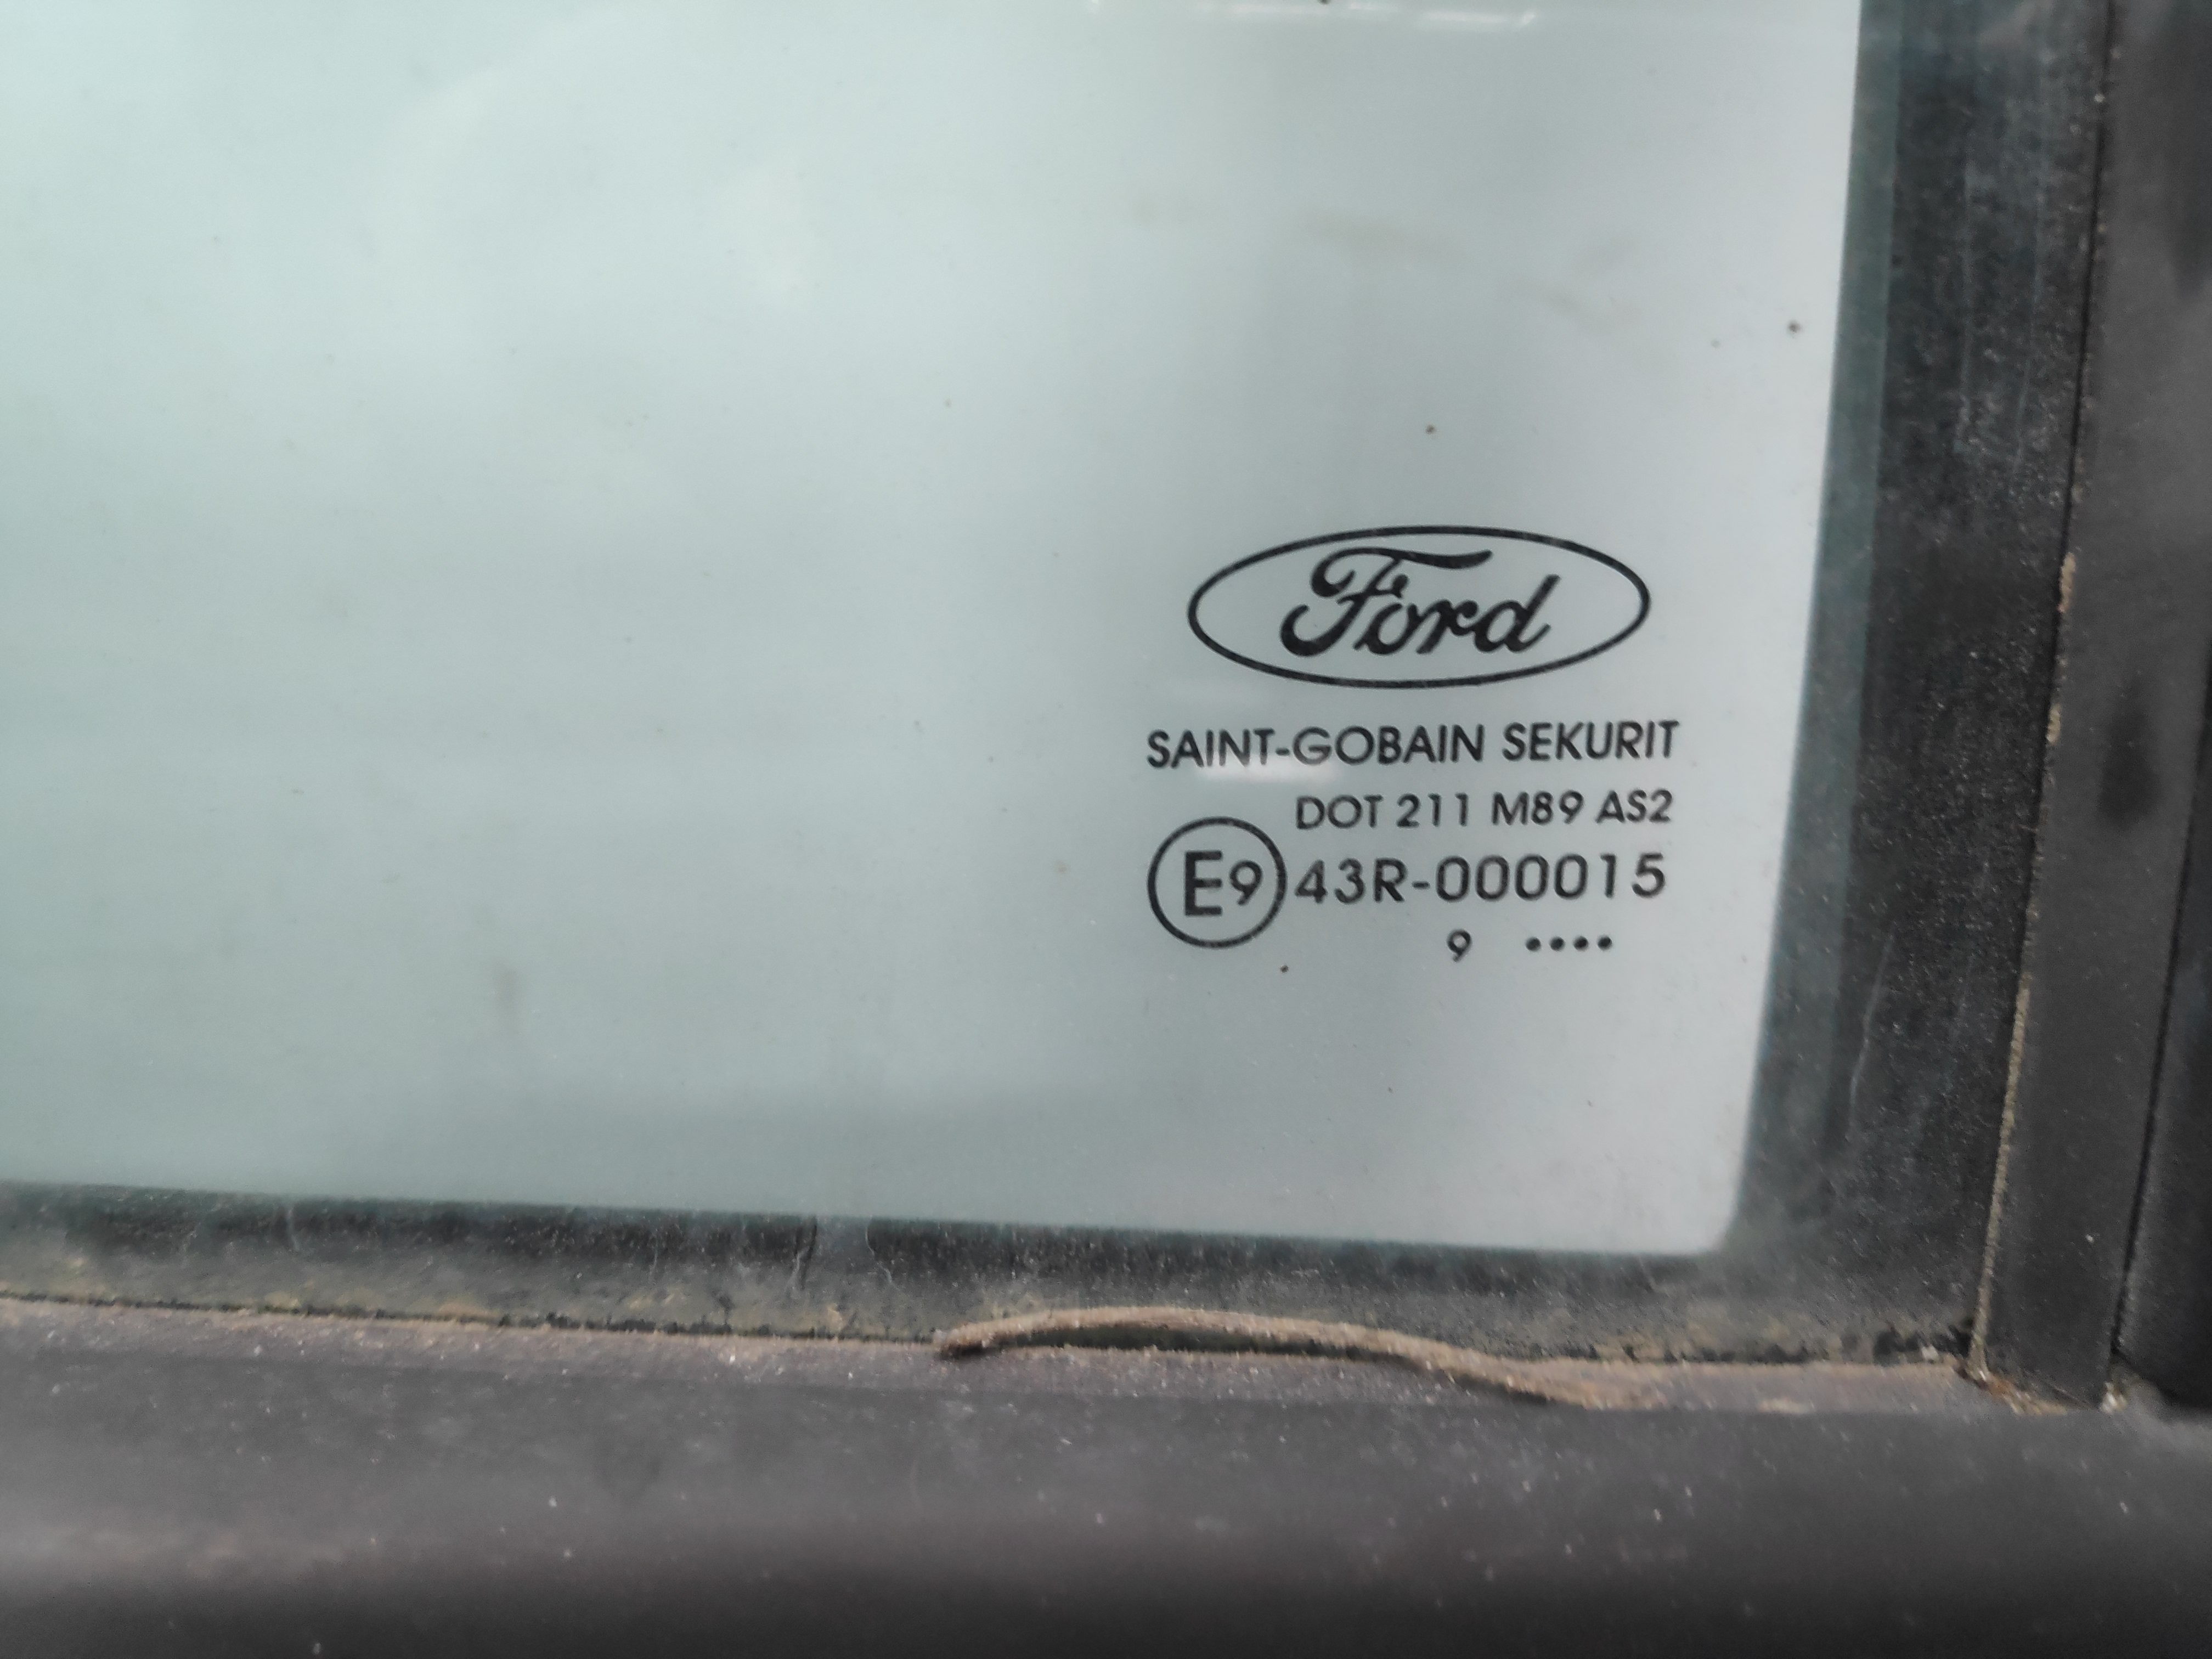 Ford
SAINT-GOBAIN SEKURIT
DOT 211 M89 AS2
E9 43R-000015
9 ••••